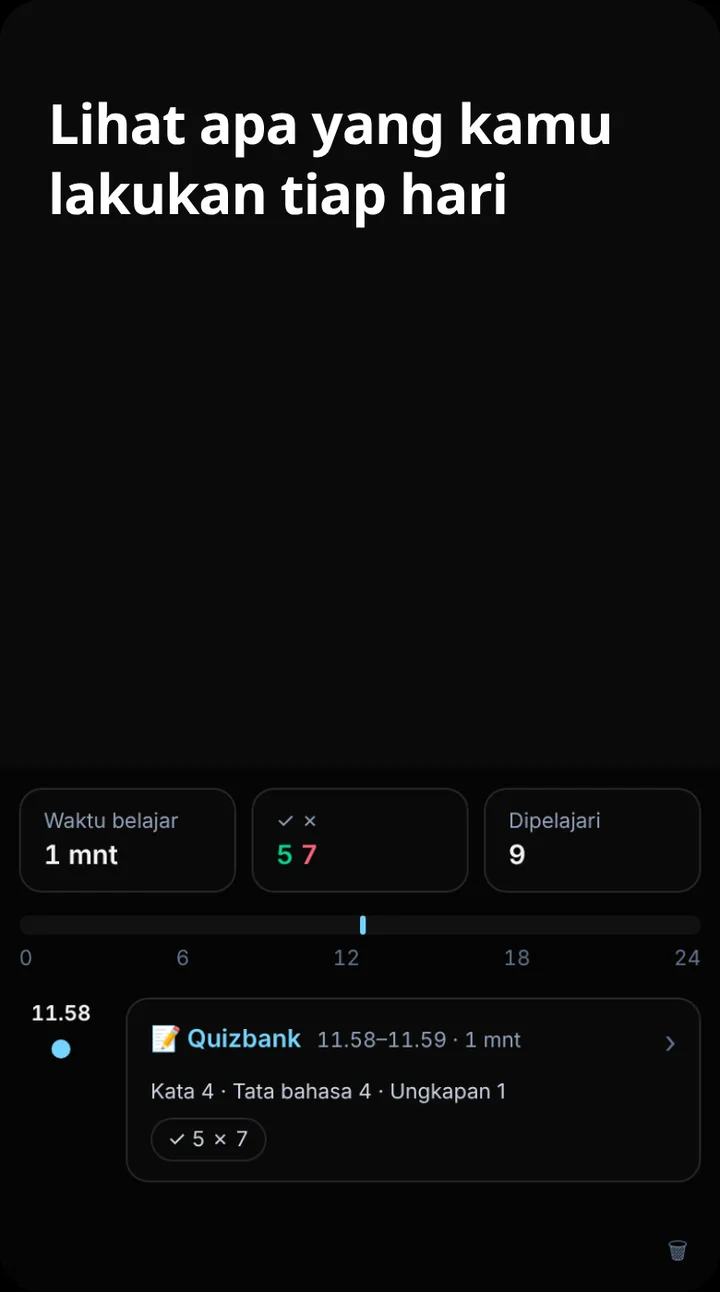 Lihat apa yang kamu
lakukan tiap hari
Waktu belajar
1 mnt
✓ ×
5 7
Dipelajari
9
0 6 12 18 24
11.58
📝 Quizbank 11.58–11.59 · 1 mnt ›
Kata 4 · Tata bahasa 4 · Ungkapan 1
✓ 5 × 7